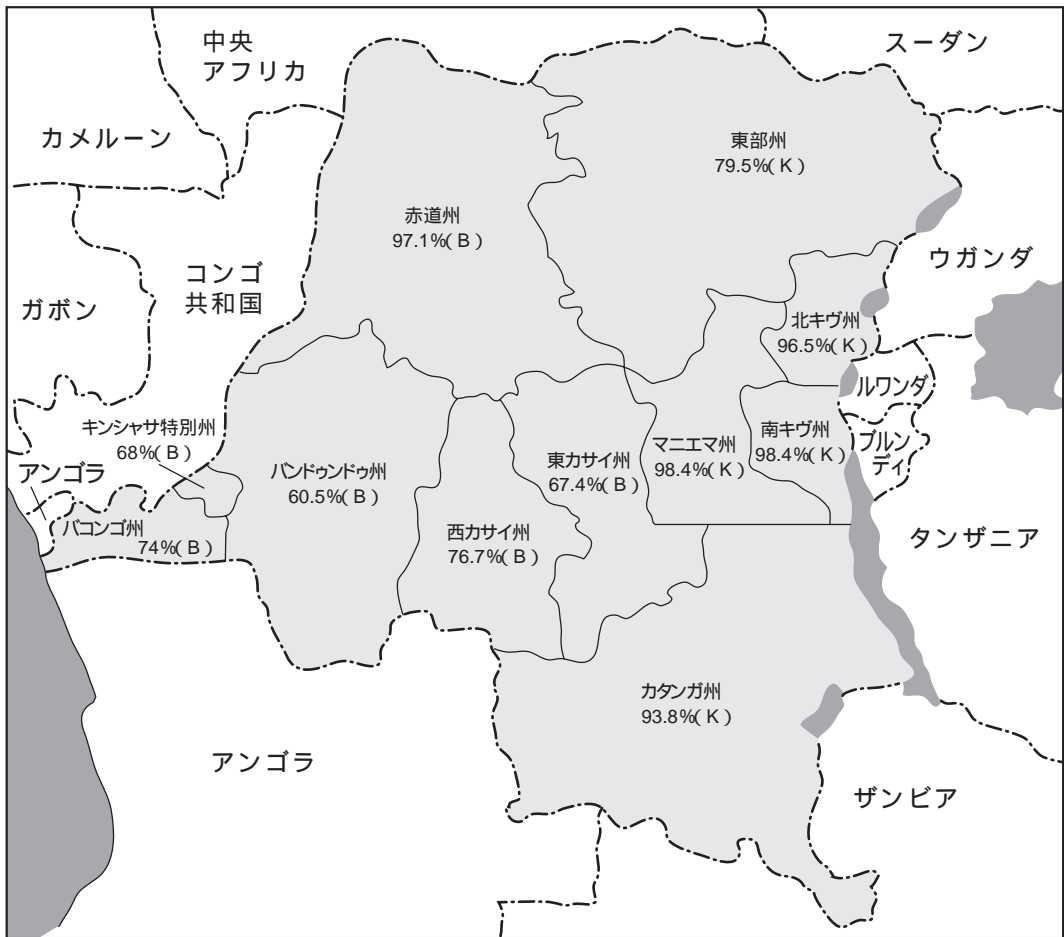 中央
アフリカ
スーダン
カメルーン
東部州
79.5%(K)
赤道州
97.1%(B)
ウガンダ
コンゴ
共和国
ガボン
北キヴ州
96.5%(K)
ルワンダ
キンシャサ特別州
68%(B)
バンドゥンドゥ州
60.5%(B)
東カサイ州
67.4%(B)
マニエマ州
98.4%(K)
南キヴ州
98.4%(K)
ブルン
ディ
アンゴラ
バコンゴ州
74%(B)
西カサイ州
76.7%(B)
タンザニア
カタンガ州
93.8%(K)
アンゴラ
ザンビア